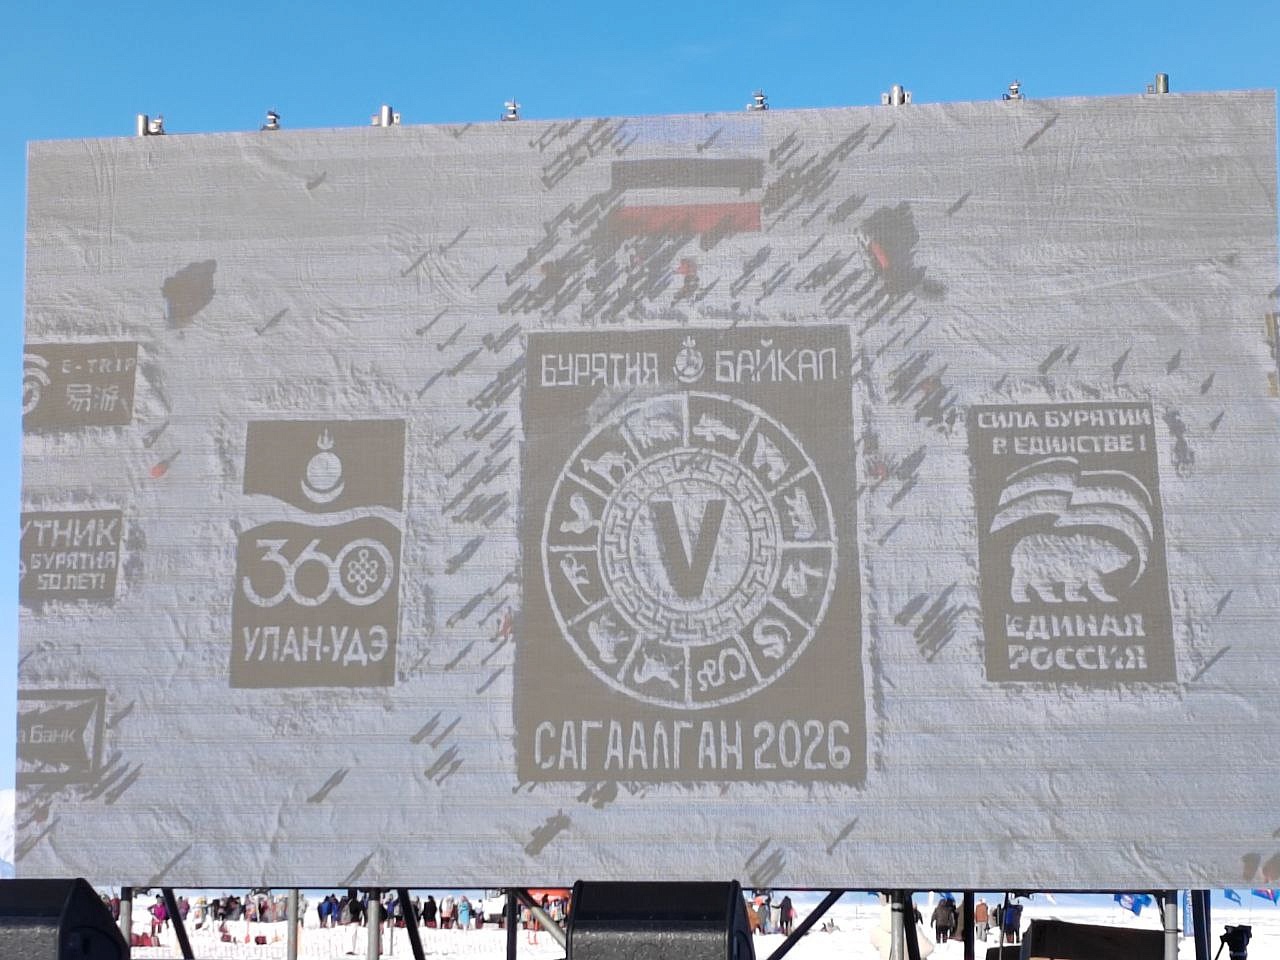 E-TRIP
易游
УТНИК
БУРЯТИЯ
50 ЛЕТ!
а Банк
360
УЛАН-УДЭ
БУРЯТИЯ БАЙКАЛ
V
САГААЛГАН 2026
СИЛА БУРЯТИИ
В ЕДИНСТВЕ!
ЕДИНАЯ
РОССИЯ